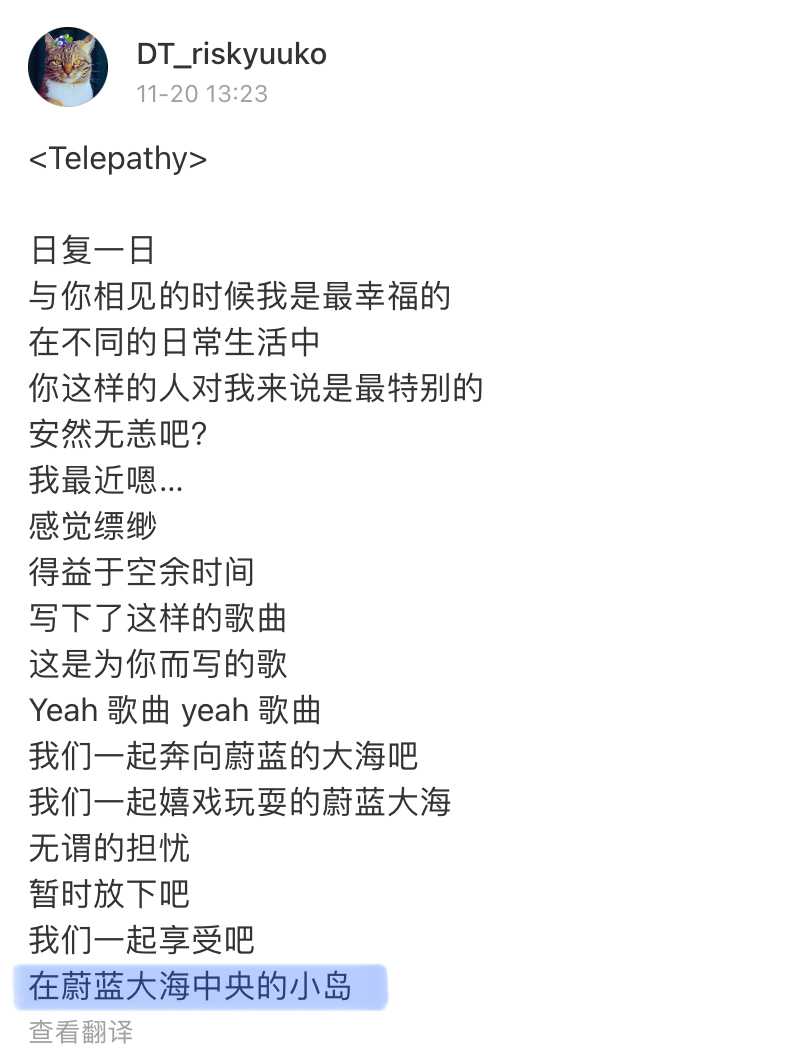 DT_riskyuuko
11-20 13:23
<Telepathy>
日复一日
与你相见的时候我是最幸福的
在不同的日常生活中
你这样的人对我来说是最特别的
安然无恙吧?
我最近嗯...
感觉缥缈
得益于空余时间
写下了这样的歌曲
这是为你而写的歌
Yeah 歌曲 yeah 歌曲
我们一起奔向蔚蓝的大海吧
我们一起嬉戏玩耍的蔚蓝大海
无谓的担忧
暂时放下吧
我们一起享受吧
在蔚蓝大海中央的小岛
查看翻译